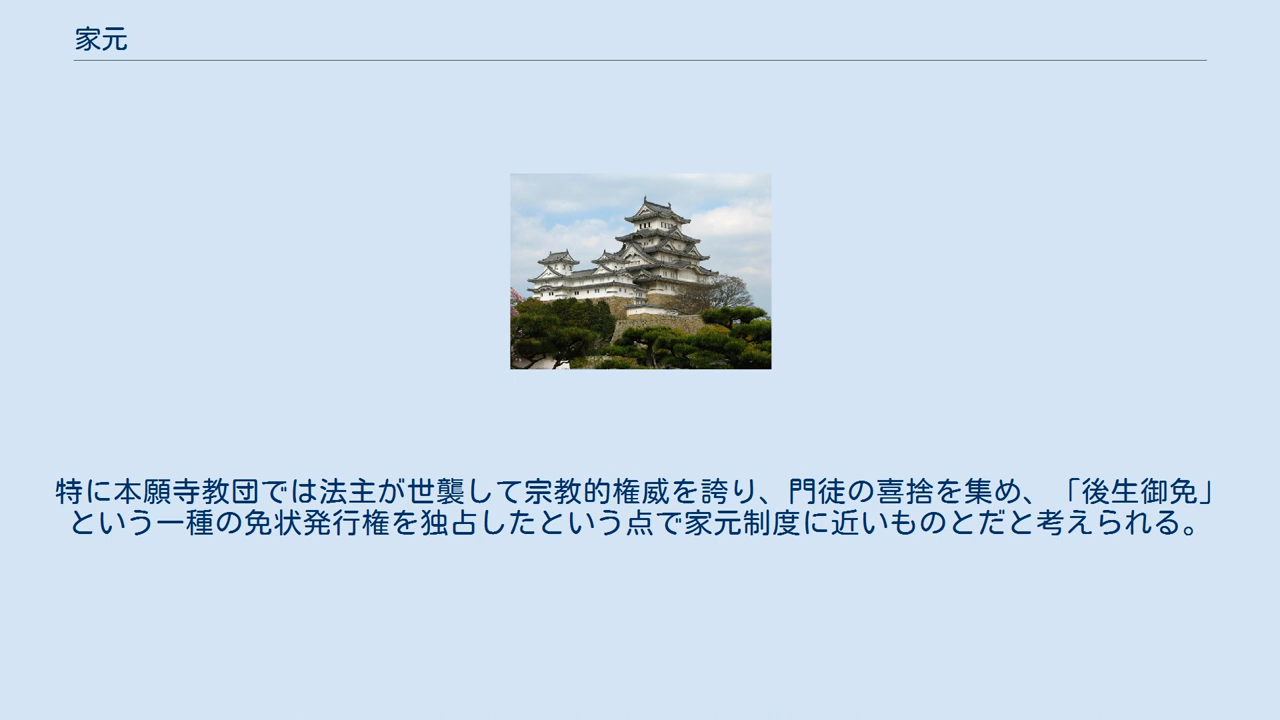 家元
特に本願寺教団では法主が世襲して宗教的権威を誇り、門徒の喜捨を集め、「後生御免」
という一種の免状発行権を独占したという点で家元制度に近いものとだと考えられる。